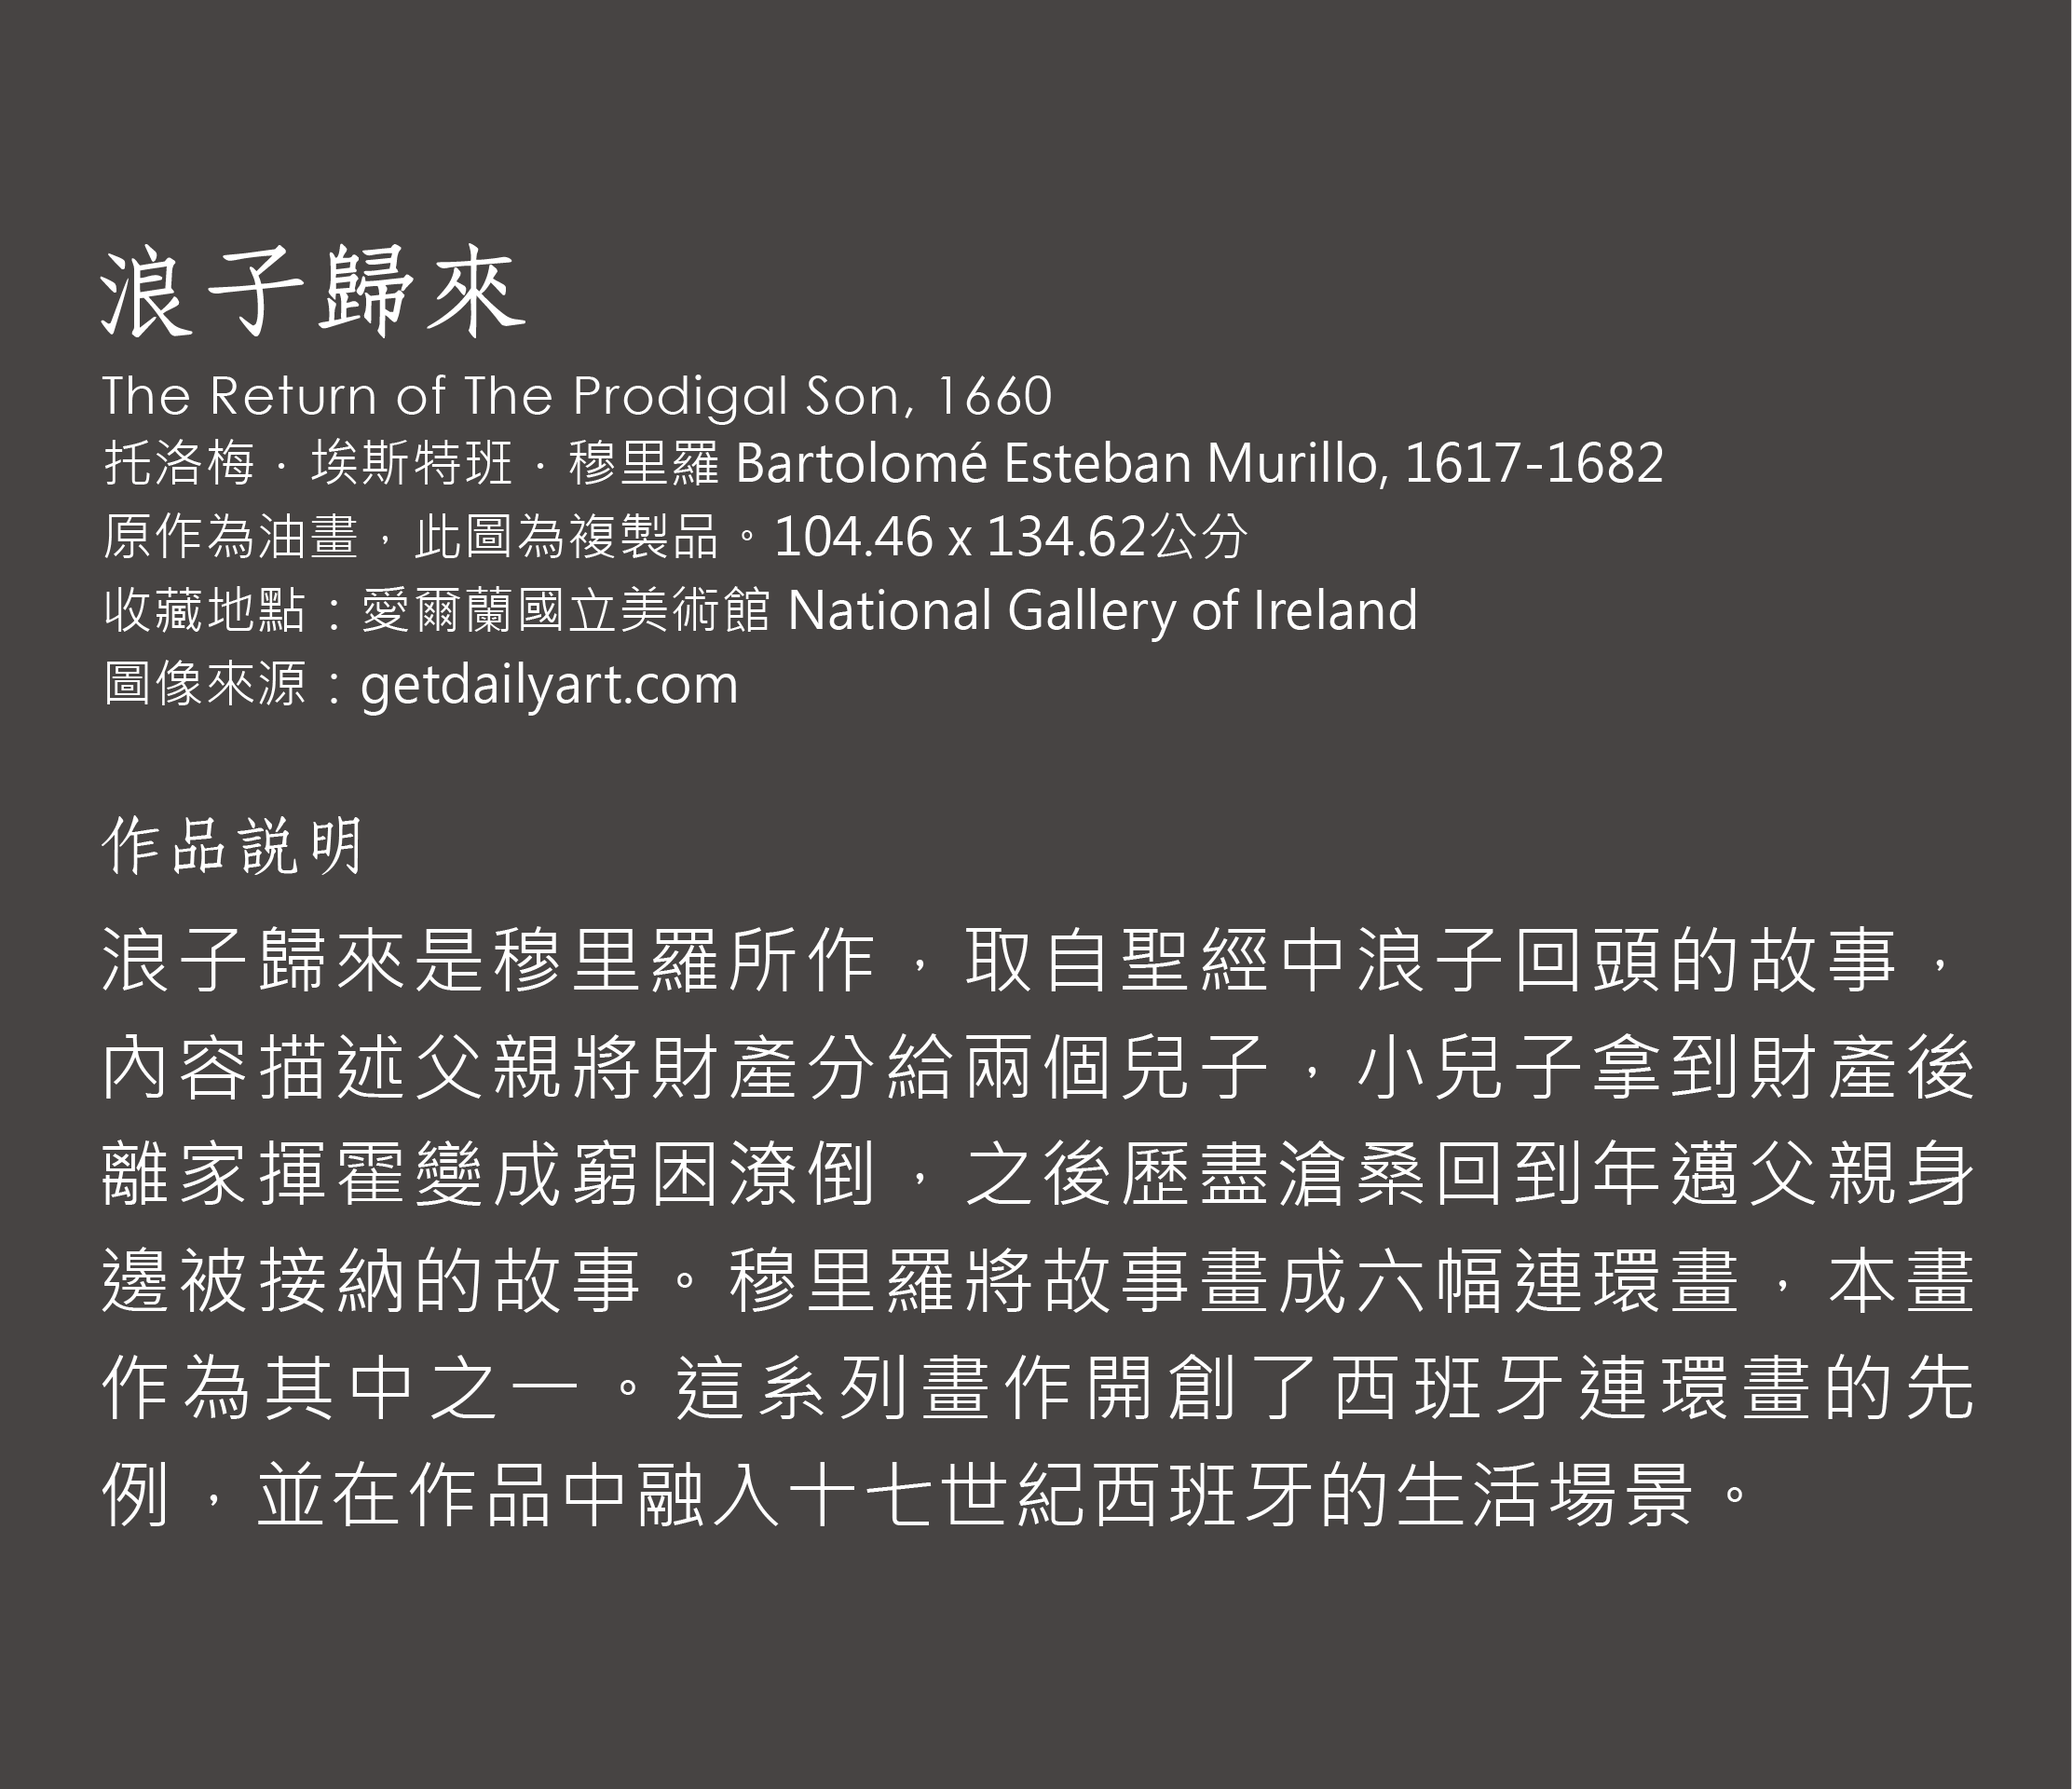 浪子歸來
The Return of The Prodigal Son, 1660
托洛梅．埃斯特班．穆里羅 Bartolomé Esteban Murillo, 1617-1682
原作為油畫，此圖為複製品。104.46 x 134.62公分
收藏地點：愛爾蘭國立美術館 National Gallery of Ireland
圖像來源：getdailyart.com
作品說明
浪子歸來是穆里羅所作，取自聖經中浪子回頭的故事，
內容描述父親將財產分給兩個兒子，小兒子拿到財產後
離家揮霍變成窮困潦倒，之後歷盡滄桑回到年邁父親身
邊被接納的故事。穆里羅將故事畫成六幅連環畫，本畫
作為其中之一。這系列畫作開創了西班牙連環畫的先
例，並在作品中融入十七世紀西班牙的生活場景。